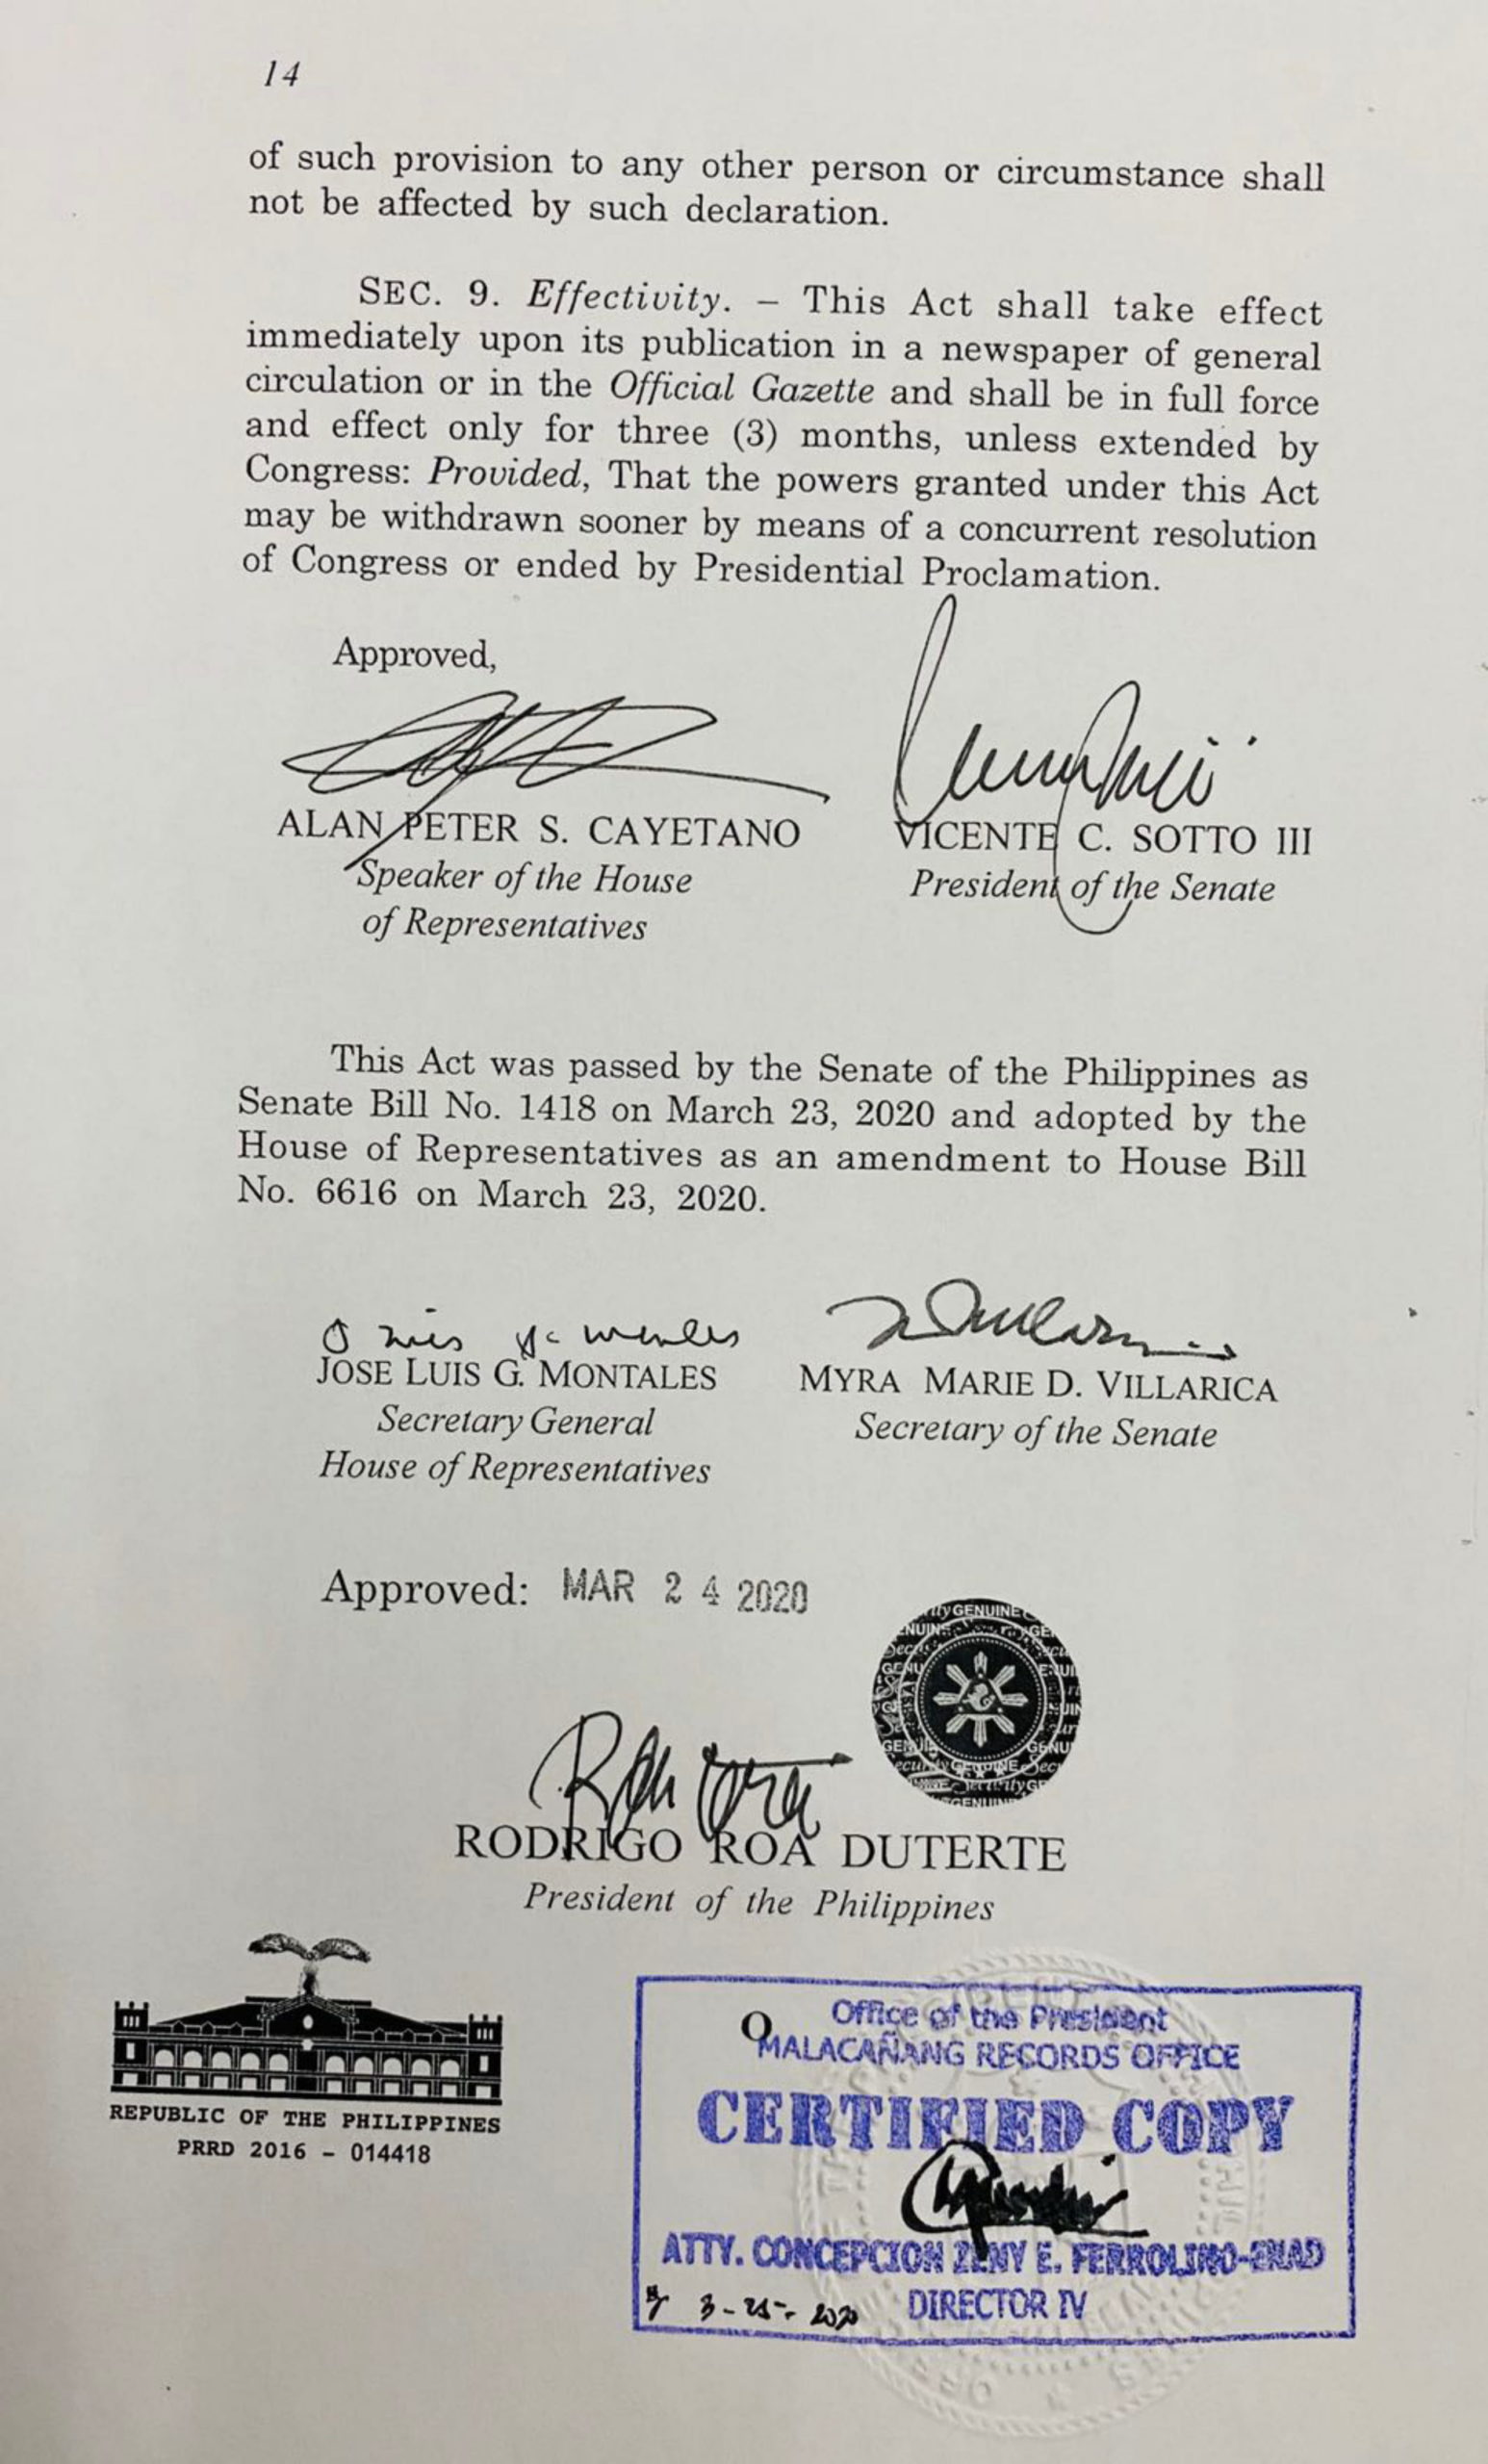 14
of such provision to any other person or circumstance shall
not be affected by such declaration.
SEC. 9. Effectivity. – This Act shall take effect
immediately upon its publication in a newspaper of general
circulation or in the Official Gazette and shall be in full force
and effect only for three (3) months, unless extended by
Congress: Provided, That the powers granted under this Act
may be withdrawn sooner by means of a concurrent resolution
of Congress or ended by Presidential Proclamation.
Approved,
ALAN PETER S. CAYETANO
Speaker of the House
of Representatives
VICENTE C. SOTTO III
President of the Senate
This Act was passed by the Senate of the Philippines as
Senate Bill No. 1418 on March 23, 2020 and adopted by the
House of Representatives as an amendment to House Bill
No. 6616 on March 23, 2020.
JOSE LUIS G. MONTALES
Secretary General
House of Representatives
MYRA MARIE D. VILLARICA
Secretary of the Senate
Approved: MAR 24 2020
GENUINE
RODRIGO ROA DUTERTE
President of the Philippines
REPUBLIC OF THE PHILIPPINES
PRRD 2016 - 014418
O
Office of the President
MALACAÑANG RECORDS OFFICE
CERTIFIED COPY
ATTY. CONCEPCION ZENY E. FERROLINO-ENAD
DIRECTOR IV
3-25-2020